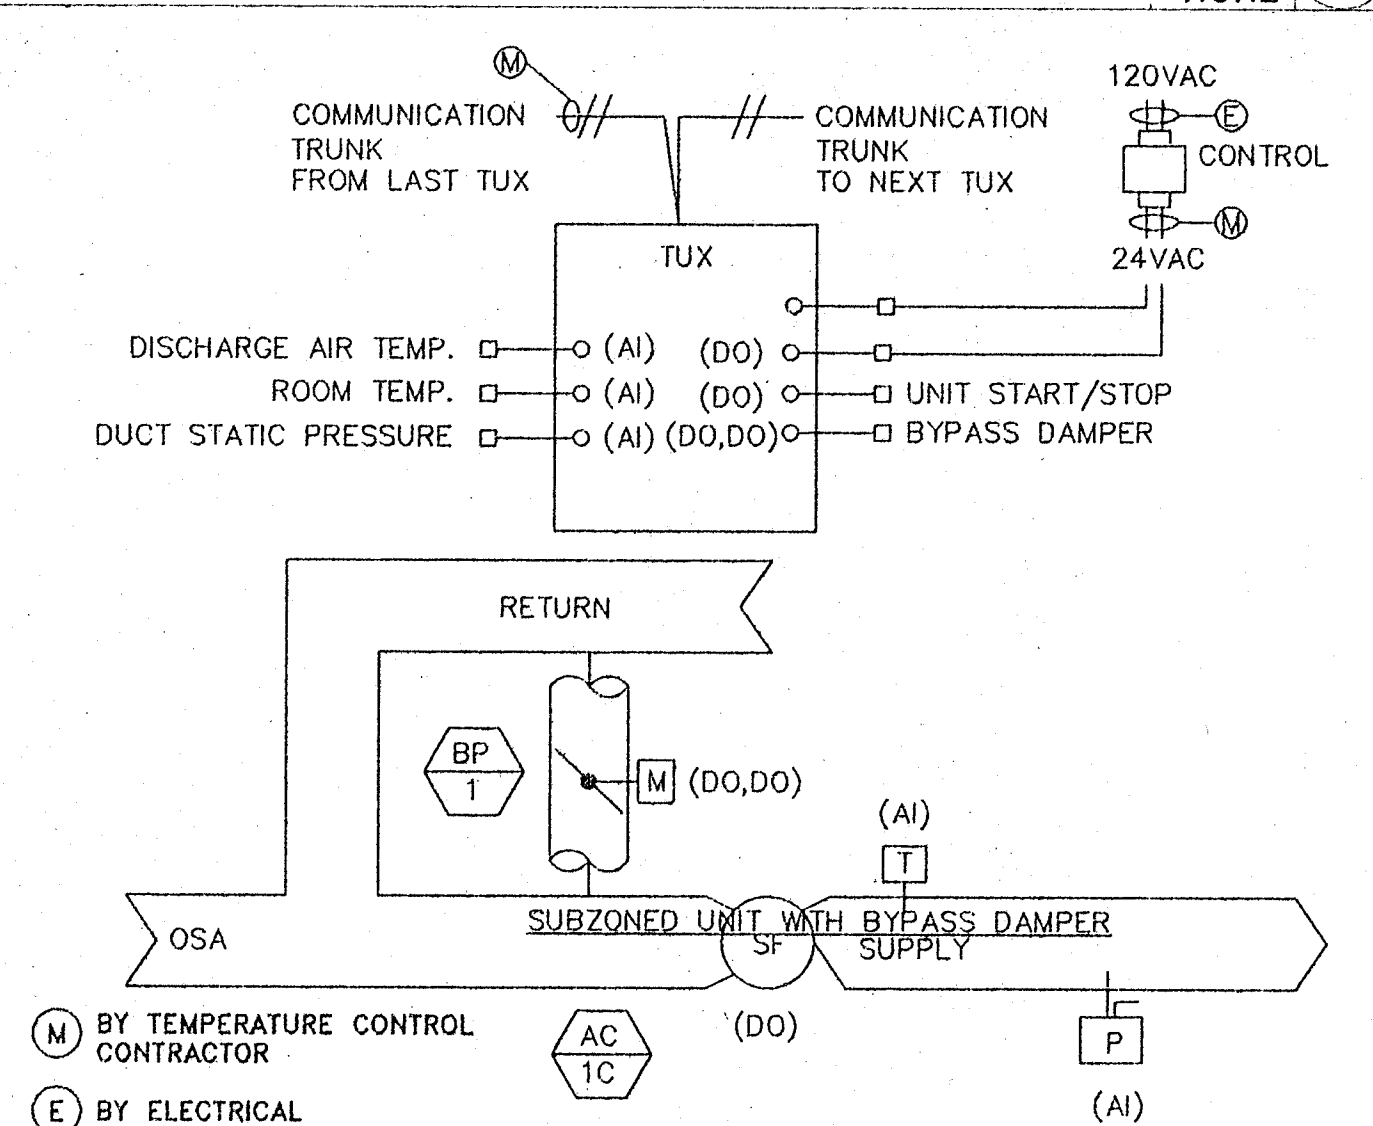 M
120VAC
COMMUNICATION
TRUNK
FROM LAST TUX
COMMUNICATION
TRUNK
TO NEXT TUX
E
CONTROL
M
24VAC
TUX
DISCHARGE AIR TEMP. (AI) (DO)
ROOM TEMP. (AI) (DO) UNIT START/STOP
DUCT STATIC PRESSURE (AI) (DO,DO) BYPASS DAMPER
RETURN
BP
1
M (DO,DO)
(AI)
T
SUBZONED UNIT WITH BYPASS DAMPER
OSA
SF
SUPPLY
M BY TEMPERATURE CONTROL
CONTRACTOR
AC
1C
(DO)
P
(AI)
E BY ELECTRICAL